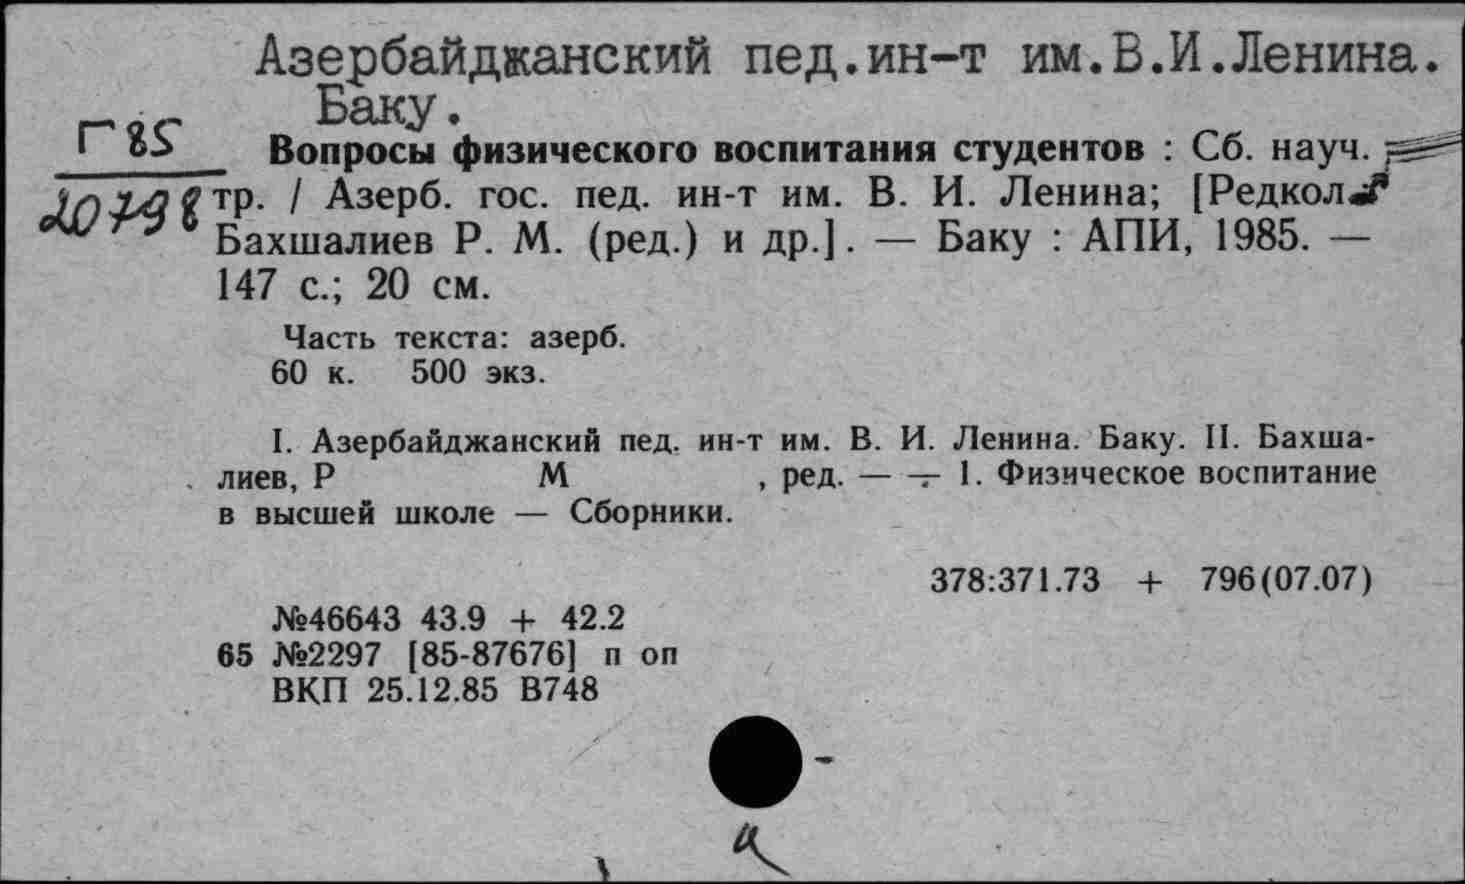 Азербайджанский пед.ин-т им.В.И.Ленина.
Баку.
Г 85
Вопросы физического воспитания студентов : Сб. науч.
тр. / Азерб. гос. пед. ин-т им. В. И. Ленина; [Редкол.:
Бахшалиев Р. М. (ред.) и др.]. — Баку : АПИ, 1985. —
147 с.; 20 см.
Часть текста: азерб.
60 к. 500 экз.
I. Азербайджанский пед. ин-т им. В. И. Ленина. Баку. II. Бахша-
лиев, Р М , ред. — — 1. Физическое воспитание
в высшей школе — Сборники.
378:371.73 + 796(07.07)
№46643 43.9 + 42.2
65 №2297 [85-87676] п оп
ВКП 25.12.85 В748